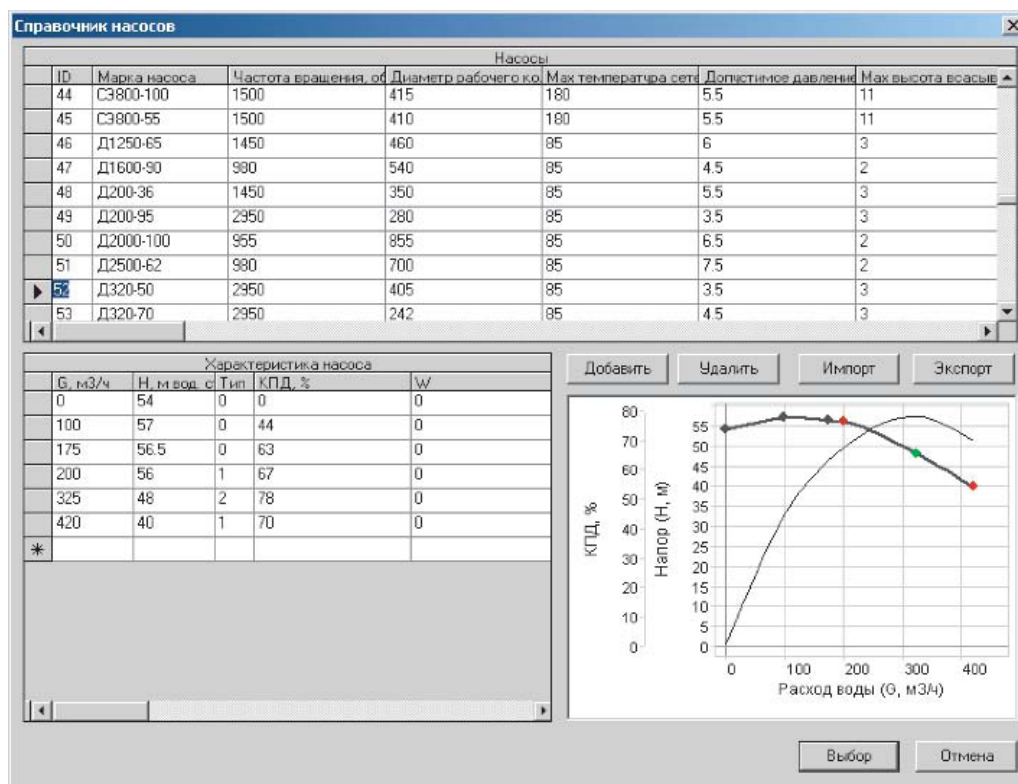 Справочник насосов
Насосы
ID Марка насоса Частота вращения, об Диаметр рабочего ко. Max температура сете Допустимое давление Max высота всасыв
44 СЭ800-100 1500 415 180 5.5 11
45 СЭ800-55 1500 410 180 5.5 11
46 Д1250-65 1450 460 85 6 3
47 Д1600-90 980 540 85 4.5 2
48 Д200-36 1450 350 85 5.5 3
49 Д200-95 2950 280 85 3.5 3
50 Д2000-100 955 855 85 6.5 2
51 Д2500-62 980 700 85 7.5 2
52 Д320-50 2950 405 85 3.5 3
53 Д320-70 2950 242 85 4.5 3
Характеристика насоса
G, м3/ч Н, м вод. с Тип КПД, % W
0 54 0 0 0
100 57 0 44 0
175 56.5 0 63 0
200 56 1 67 0
325 48 2 78 0
420 40 1 70 0
Добавить Удалить Импорт Экспорт
КПД, %
80
70
60
50
40
30
20
10
0
Напор (Н, м)
55
50
45
40
35
30
25
20
15
10
5
0
0 100 200 300 400
Расход воды (G, м3/ч)
Выбор Отмена